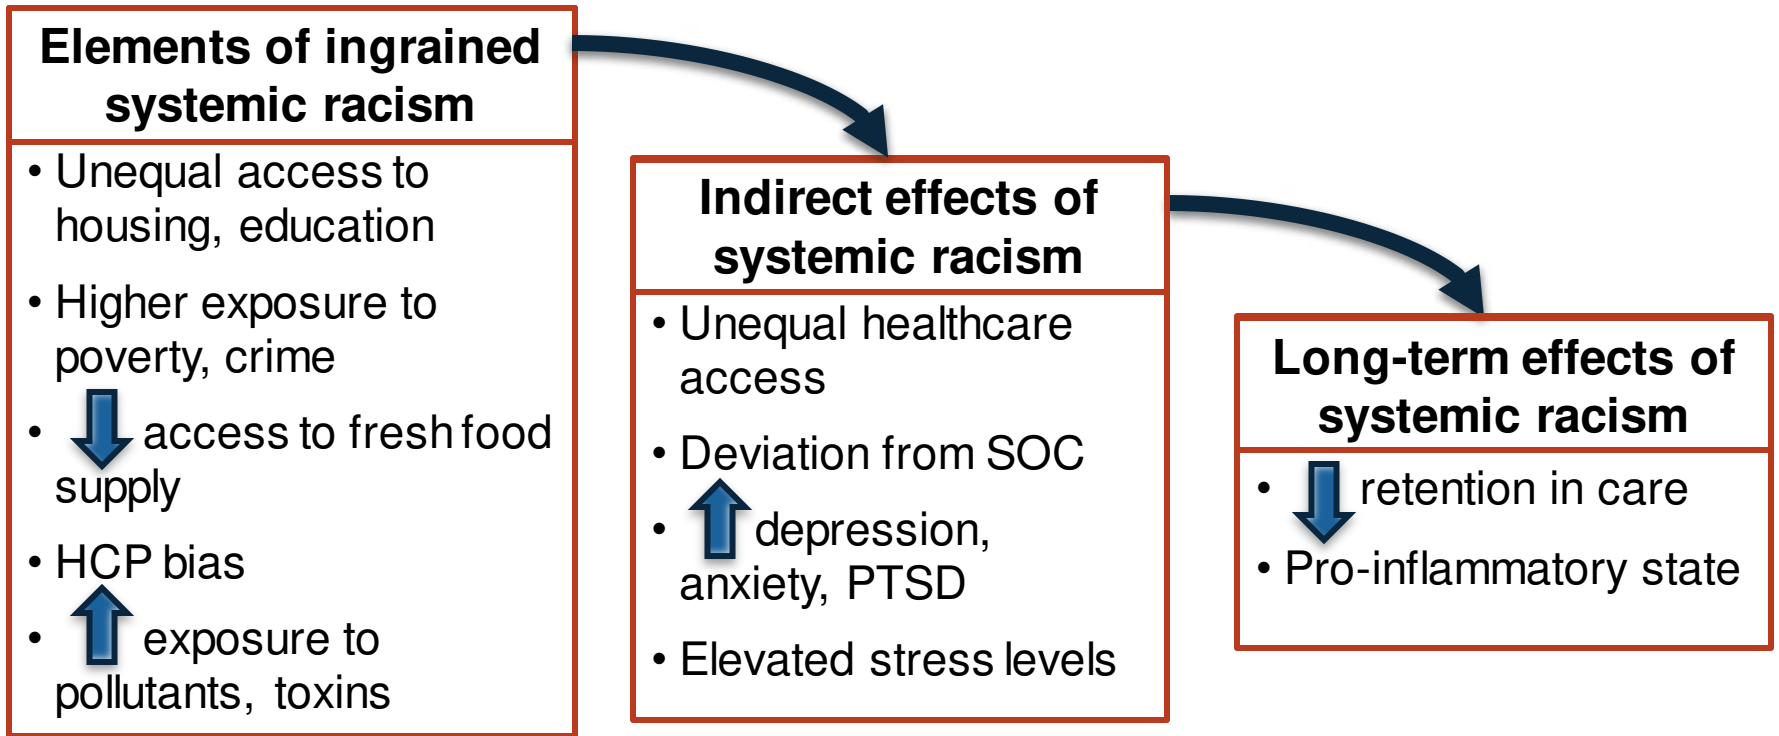 Elements of ingrained
systemic racism
• Unequal access to
housing, education
• Higher exposure to
poverty, crime
• access to fresh food
supply
• HCP bias
• exposure to
pollutants, toxins
Indirect effects of
systemic racism
• Unequal healthcare
access
• Deviation from SOC
• depression,
anxiety, PTSD
• Elevated stress levels
Long-term effects of
systemic racism
• retention in care
• Pro-inflammatory state